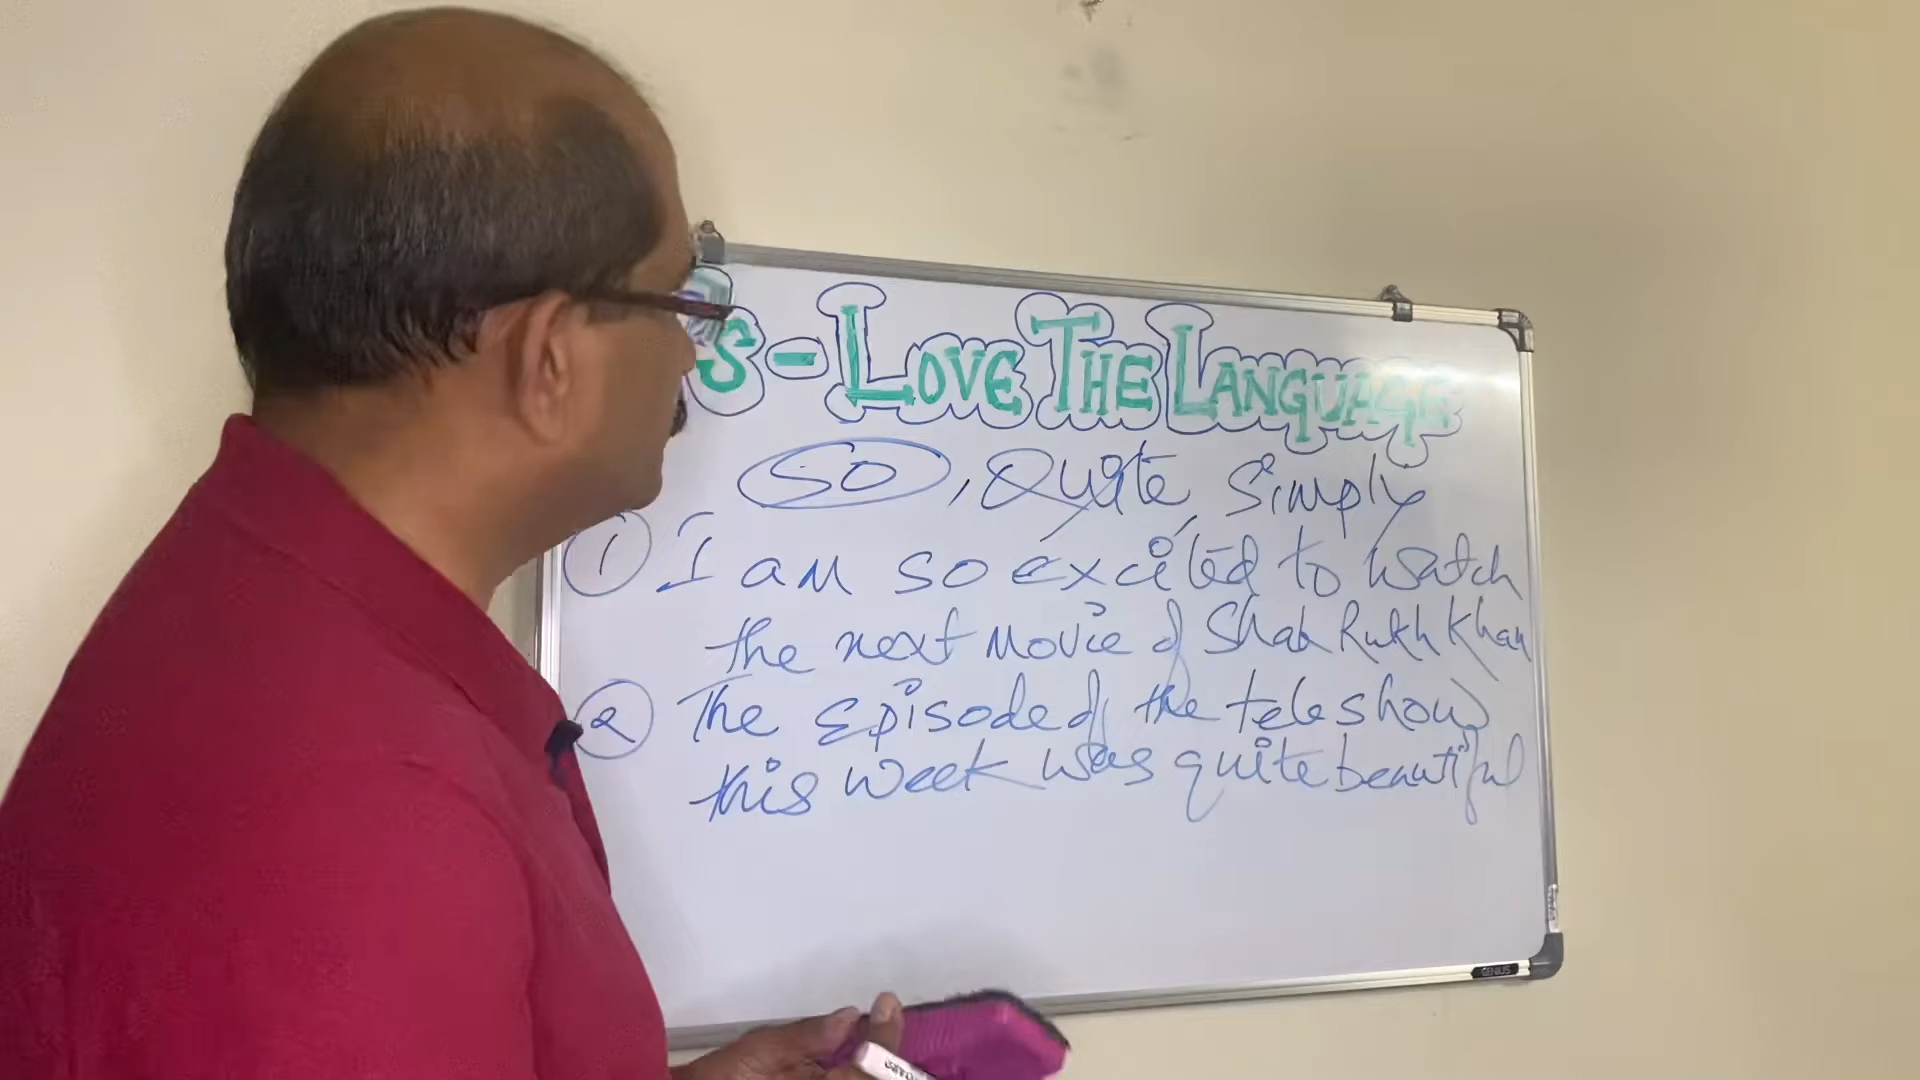 S - LOVE THE LANGUAGE
SO, Quite, Simply
① I am so excited to watch
the next movie of Shah Rukh Khan
② The Episode of the teleshow
this week was quite beautiful
GENIUS